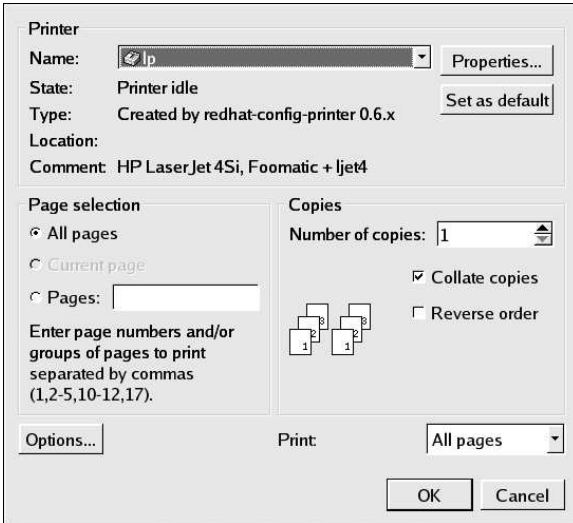 Printer
Name: lp
Properties...
State: Printer idle
Set as default
Type: Created by redhat-config-printer 0.6.x
Location:
Comment: HP LaserJet 4Si, Foomatic + ljet4
Page selection
All pages
Current page
Pages:
Enter page numbers and/or
groups of pages to print
separated by commas
(1,2-5,10-12,17).
Copies
Number of copies: 1
Collate copies
Reverse order
1 2 3 1 2 3
Options...
Print: All pages
OK
Cancel